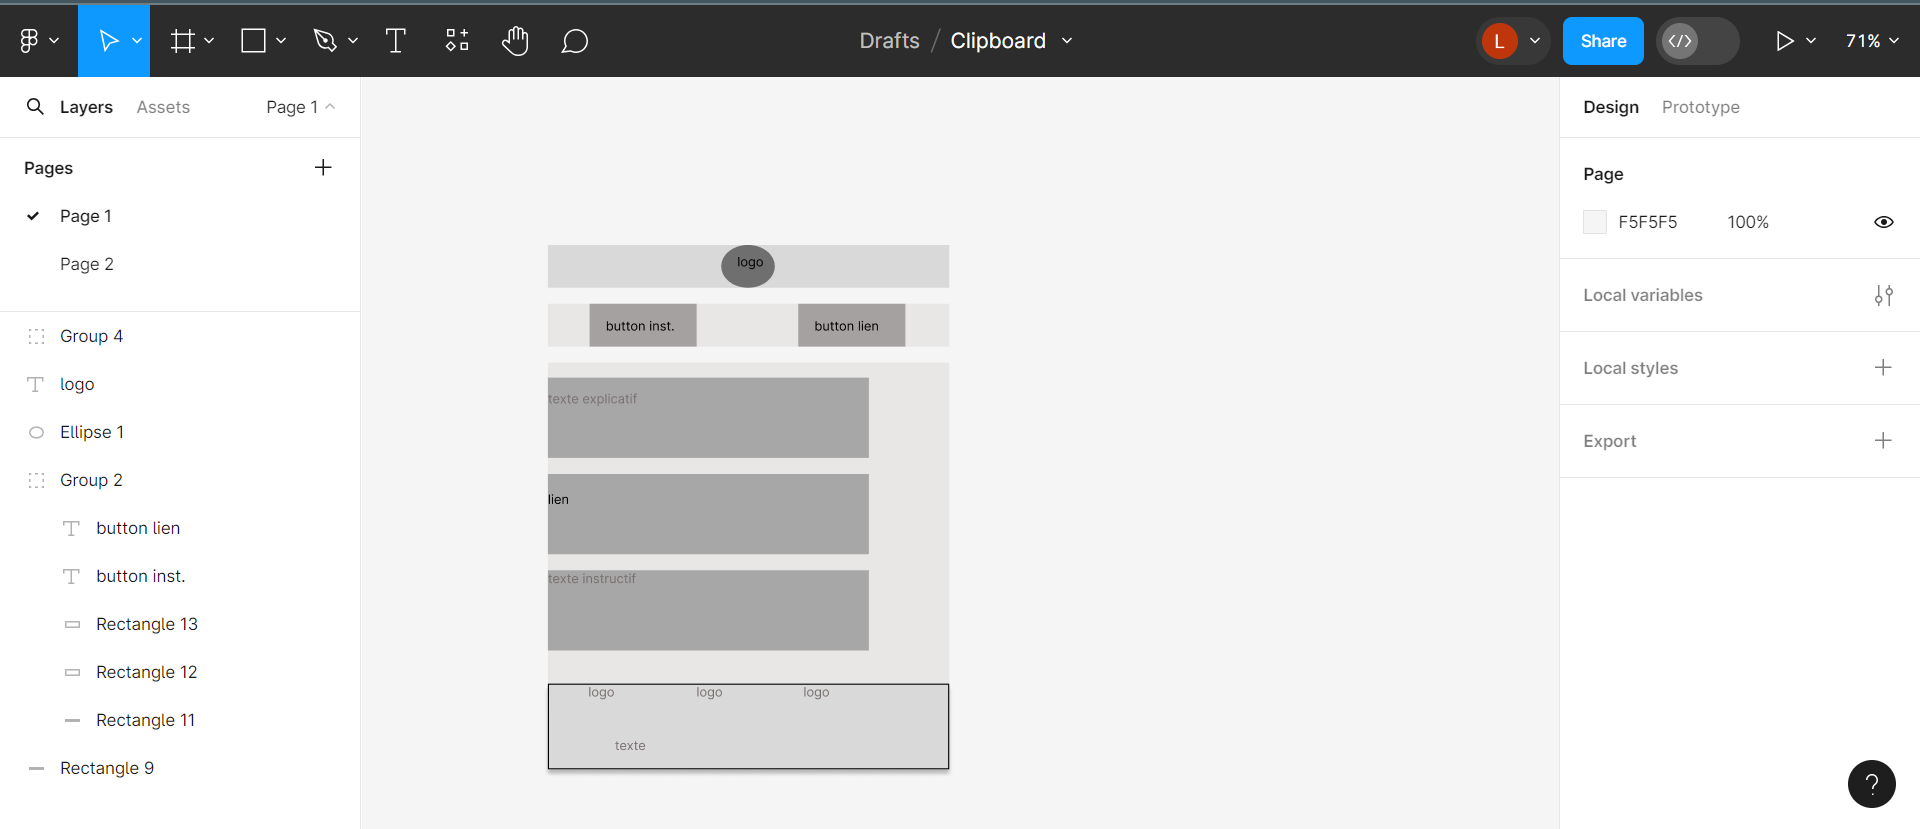 Drafts / Clipboard
L
Share
</>
71%
Layers
Assets
Page 1
Pages
Page 1
Page 2
Group 4
logo
Ellipse 1
Group 2
button lien
button inst.
Rectangle 13
Rectangle 12
Rectangle 11
Rectangle 9
logo
button inst.
button lien
texte explicatif
lien
texte instructif
logo logo logo
texte
Design
Prototype
Page
F5F5F5 100%
Local variables
Local styles
Export
?